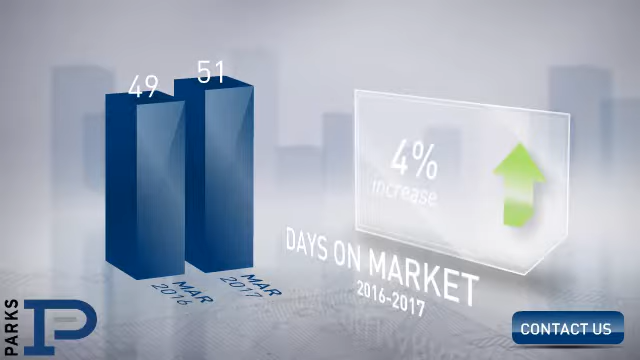 49
51
4%
increase
DAYS ON MARKET
2016-2017
MAR
2016
MAR
2017
PARKS
P
CONTACT US